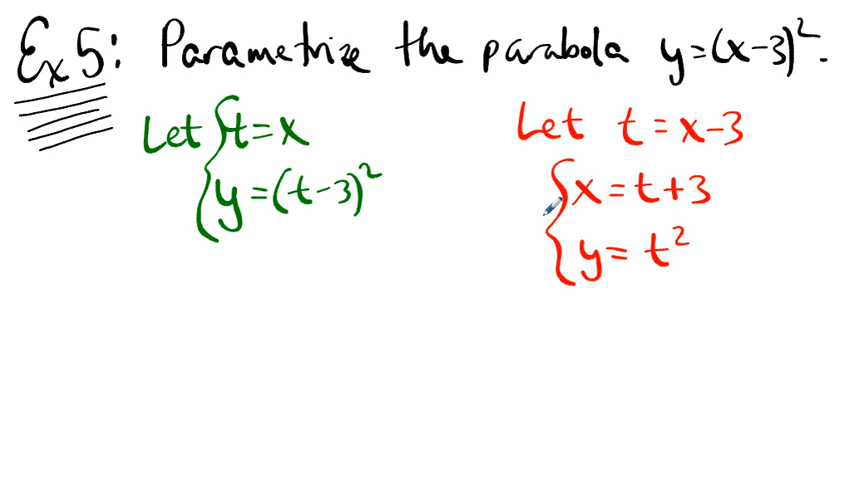 Ex 5: Parametrize the parabola y=(x-3)².
Let { t=x
y=(t-3)²
Let t=x-3
{ x=t+3
y=t²